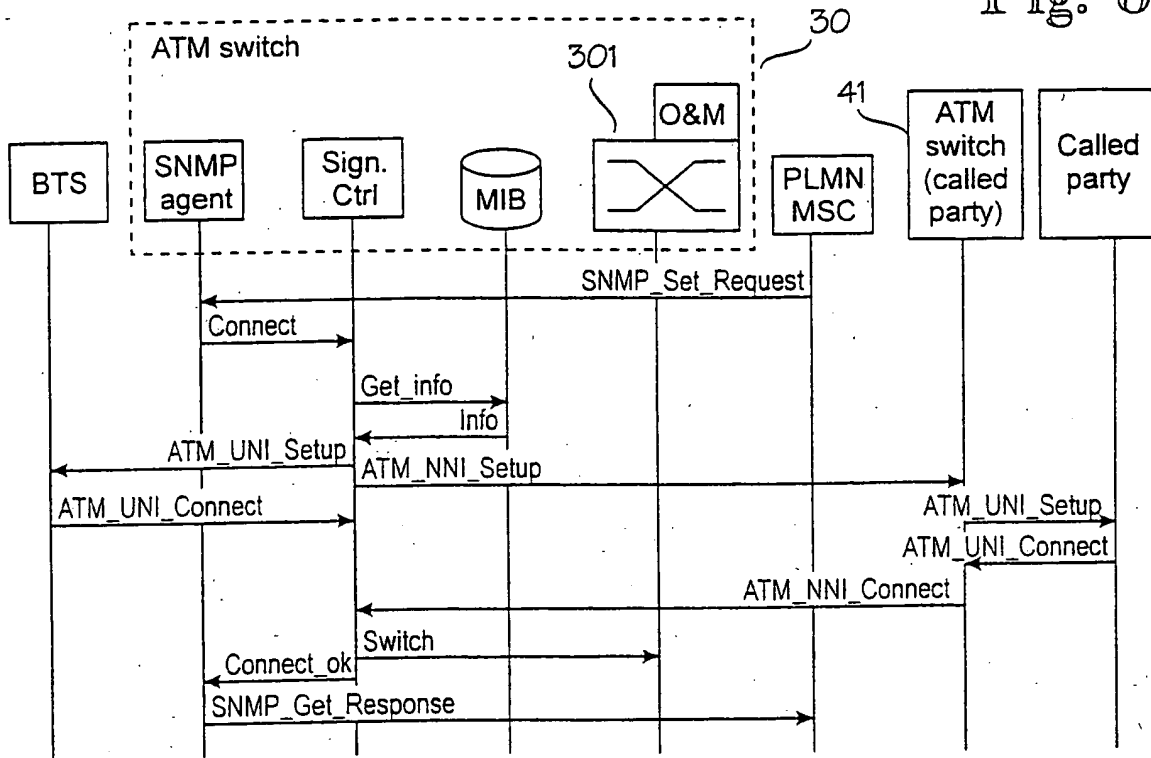 Fig.
30
ATM switch
301
41
O&M
BTS
SNMP
agent
Sign.
Ctrl
MIB
PLMN
MSC
ATM
switch
(called
party)
Called
party
SNMP_Set_Request
Connect
Get_info
Info
ATM_UNI_Setup
ATM_NNI_Setup
ATM_UNI_Connect
ATM_UNI_Setup
ATM_UNI_Connect
ATM_NNI_Connect
Switch
Connect_ok
SNMP_Get_Response